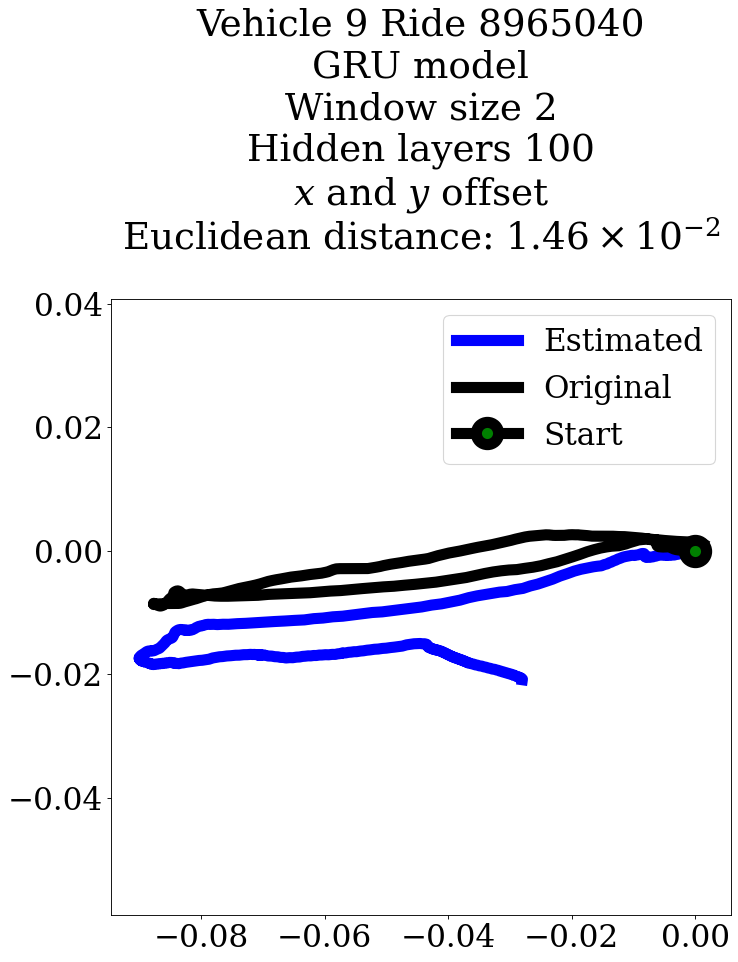 Vehicle 9 Ride 8965040
GRU model
Window size 2
Hidden layers 100
x and y offset
Euclidean distance: 1.46 × 10⁻²
0.04
0.02
0.00
−0.02
−0.04
Estimated
Original
Start
−0.08
−0.06
−0.04
−0.02
0.00